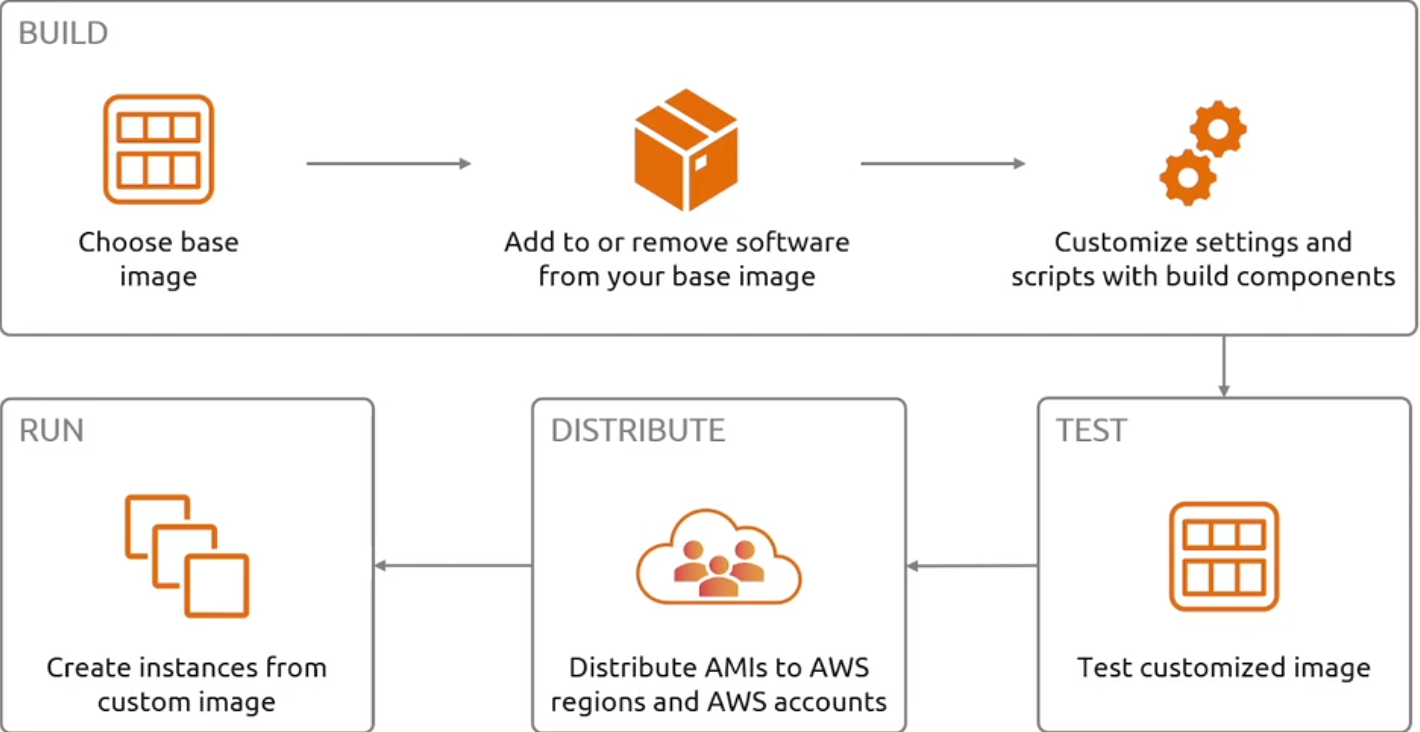 BUILD
Choose base
image
Add to or remove software
from your base image
Customize settings and
scripts with build components
TEST
Test customized image
DISTRIBUTE
Distribute AMIs to AWS
regions and AWS accounts
RUN
Create instances from
custom image